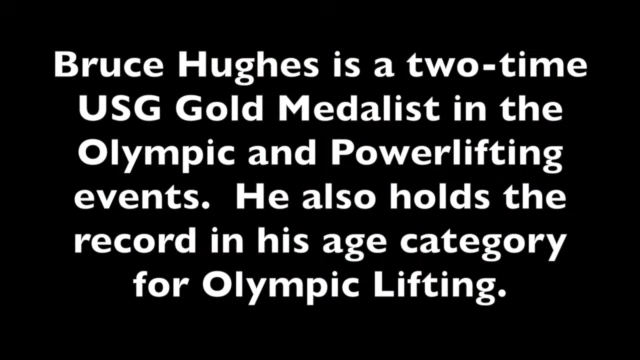 Bruce Hughes is a two-time
USG Gold Medalist in the
Olympic and Powerlifting
events.  He also holds the
record in his age category
for Olympic Lifting.